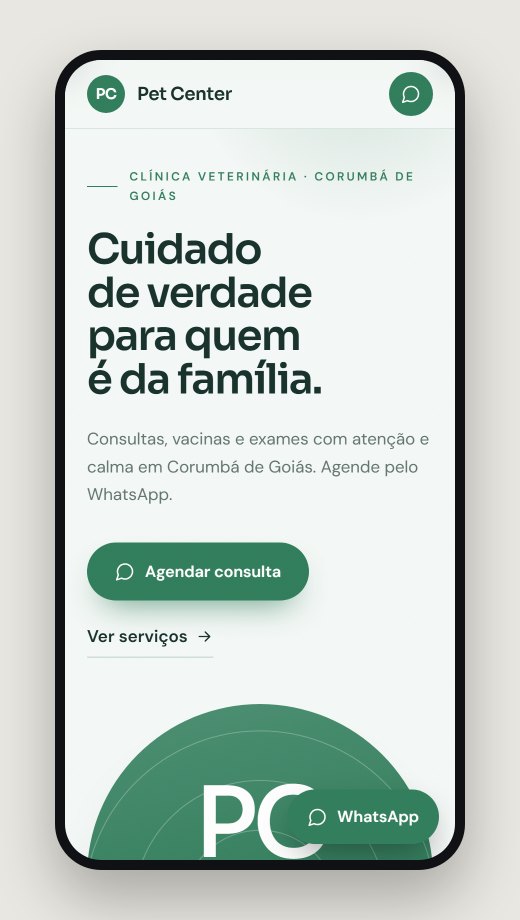 PC Pet Center
CLÍNICA VETERINÁRIA · CORUMBÁ DE
GOIÁS
Cuidado
de verdade
para quem
é da família.
Consultas, vacinas e exames com atenção e
calma em Corumbá de Goiás. Agende pelo
WhatsApp.
Agendar consulta
Ver serviços →
PC
WhatsApp